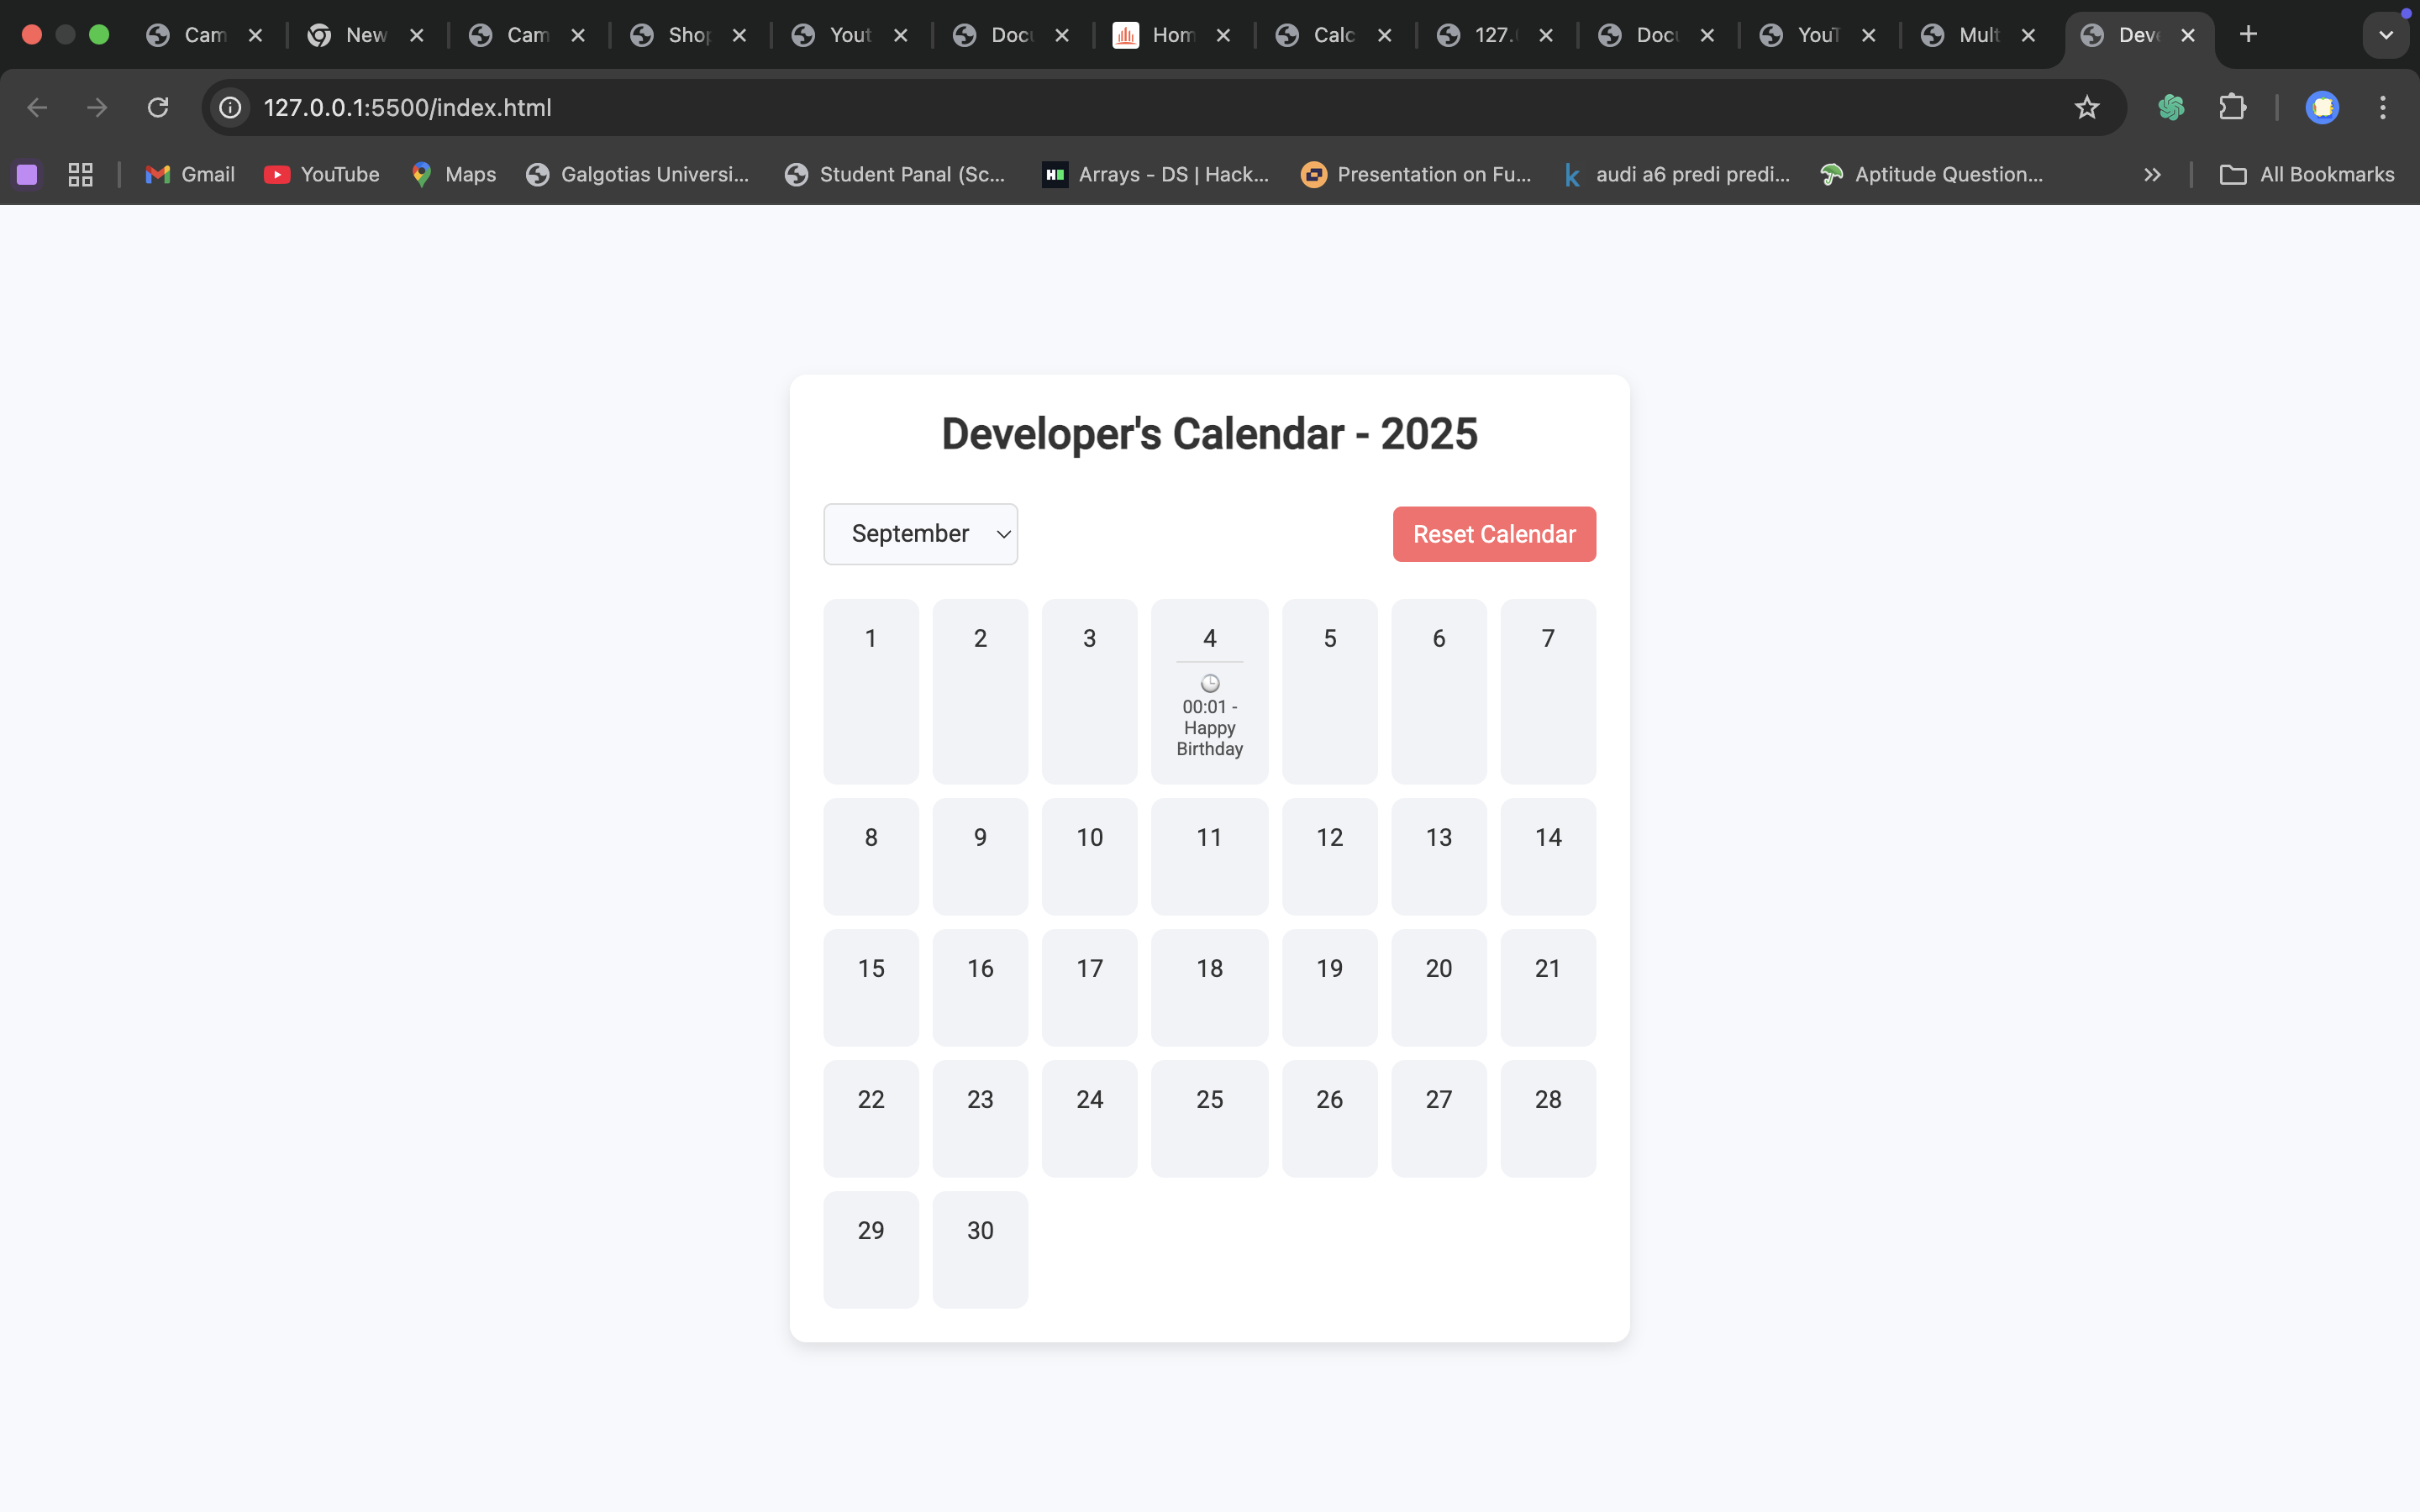 Cam New Cam Shop Yout Docu Hom Calc 127. Docu YouT Mult Deve
127.0.0.1:5500/index.html
Gmail YouTube Maps Galgotias Universi... Student Panal (Sc... Arrays - DS | Hack... Presentation on Fu... audi a6 predi predi... Aptitude Question... All Bookmarks
Developer's Calendar - 2025
September
Reset Calendar
1 2 3 4 5 6 7
00:01 -
Happy
Birthday
8 9 10 11 12 13 14
15 16 17 18 19 20 21
22 23 24 25 26 27 28
29 30